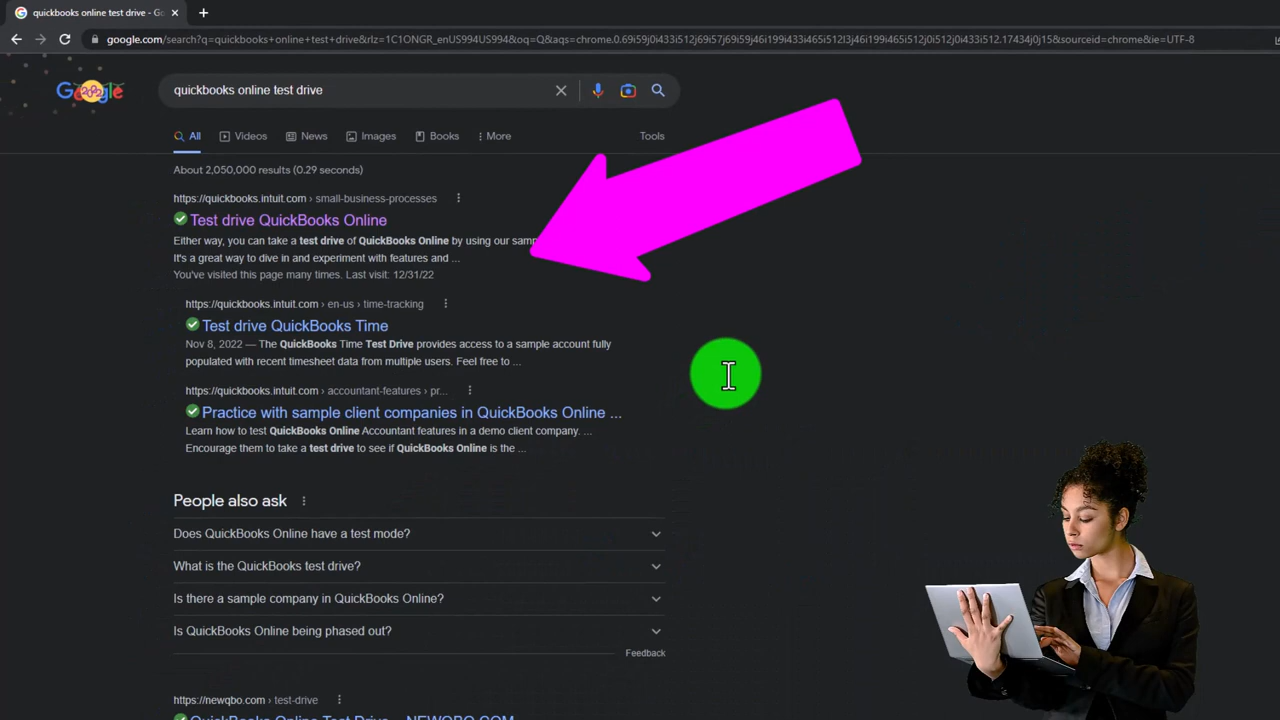 quickbooks online test drive - Go
google.com/search?q=quickbooks+online+test+drive&rlz=1C1ONGR_enUS994US994&oq=Q&aqs=chrome.0.69i59j0i433i512j69i57j69i59j46i199i433i465i512l3j46i199i465i512j0i512j0i433i512.17434j0j15&sourceid=chrome&ie=UTF-8
Google
quickbooks online test drive
All Videos News Images Books More Tools
About 2,050,000 results (0.29 seconds)
https://quickbooks.intuit.com › small-business-processes
Test drive QuickBooks Online
Either way, you can take a test drive of QuickBooks Online by using our
It's a great way to dive in and experiment with features and ...
You've visited this page many times. Last visit: 12/31/22
https://quickbooks.intuit.com › en-us › time-tracking
Test drive QuickBooks Time
Nov 8, 2022 — The QuickBooks Time Test Drive provides access to a sample account fully
populated with recent timesheet data from multiple users. Feel free to ...
https://quickbooks.intuit.com › accountant-features › pr...
Practice with sample client companies in QuickBooks Online ...
Learn how to test QuickBooks Online Accountant features in a demo client company. ...
Encourage them to take a test drive to see if QuickBooks Online is the ...
People also ask
Does QuickBooks Online have a test mode?
What is the QuickBooks test drive?
Is there a sample company in QuickBooks Online?
Is QuickBooks Online being phased out?
Feedback
https://newqbo.com › test-drive
QuickBooks Online Test Drive - NEWQBO.COM